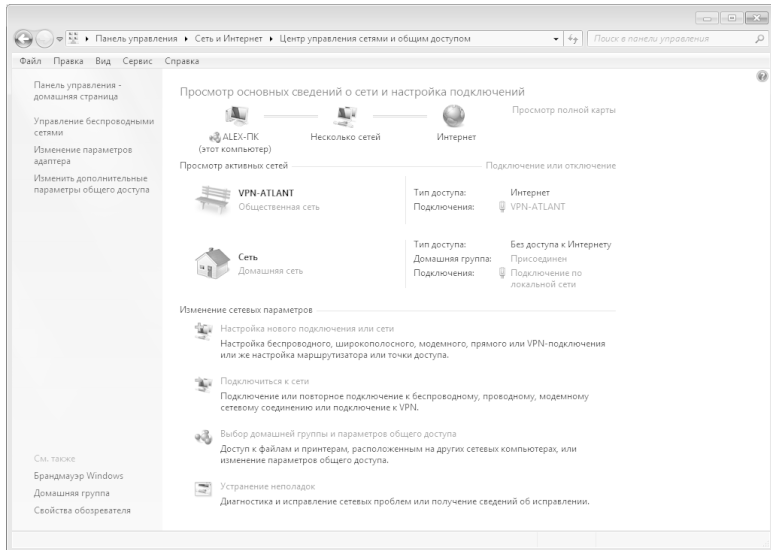 Панель управления ▸ Сеть и Интернет ▸ Центр управления сетями и общим доступом
Поиск в панели управления
Файл Правка Вид Сервис Справка
Панель управления -
домашняя страница
Управление беспроводными
сетями
Изменение параметров
адаптера
Изменить дополнительные
параметры общего доступа
См. также
Брандмауэр Windows
Домашняя группа
Свойства обозревателя
Просмотр основных сведений о сети и настройка подключений
ALEX-ПК
(этот компьютер)
Несколько сетей
Интернет
Просмотр полной карты
Просмотр активных сетей
Подключение или отключение
VPN-ATLANT
Общественная сеть
Тип доступа: Интернет
Подключения: VPN-ATLANT
Сеть
Домашняя сеть
Тип доступа: Без доступа к Интернету
Домашняя группа: Присоединен
Подключения: Подключение по
локальной сети
Изменение сетевых параметров
Настройка нового подключения или сети
Настройка беспроводного, широкополосного, модемного, прямого или VPN-подключения
или же настройка маршрутизатора или точки доступа.
Подключиться к сети
Подключение или повторное подключение к беспроводному, проводному, модемному
сетевому соединению или подключение к VPN.
Выбор домашней группы и параметров общего доступа
Доступ к файлам и принтерам, расположенным на других сетевых компьютерах, или
изменение параметров общего доступа.
Устранение неполадок
Диагностика и исправление сетевых проблем или получение сведений об исправлении.